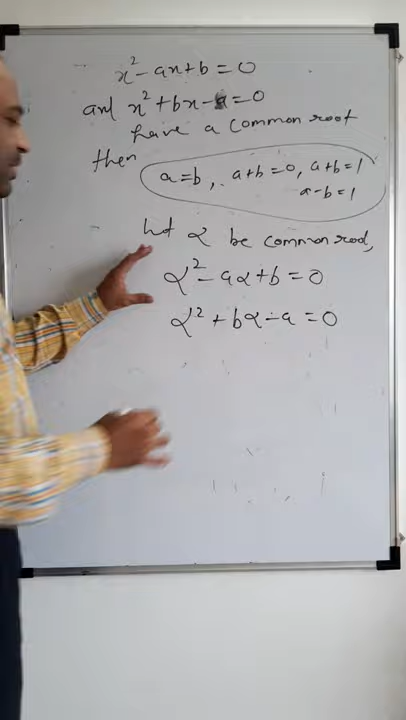 x² - ax + b = 0
and x² + bx - a = 0
have a common root
then
a = b, a + b = 0, a + b = 1
a - b = 1
Let α be common root,
α² - aα + b = 0
α² + bα - a = 0